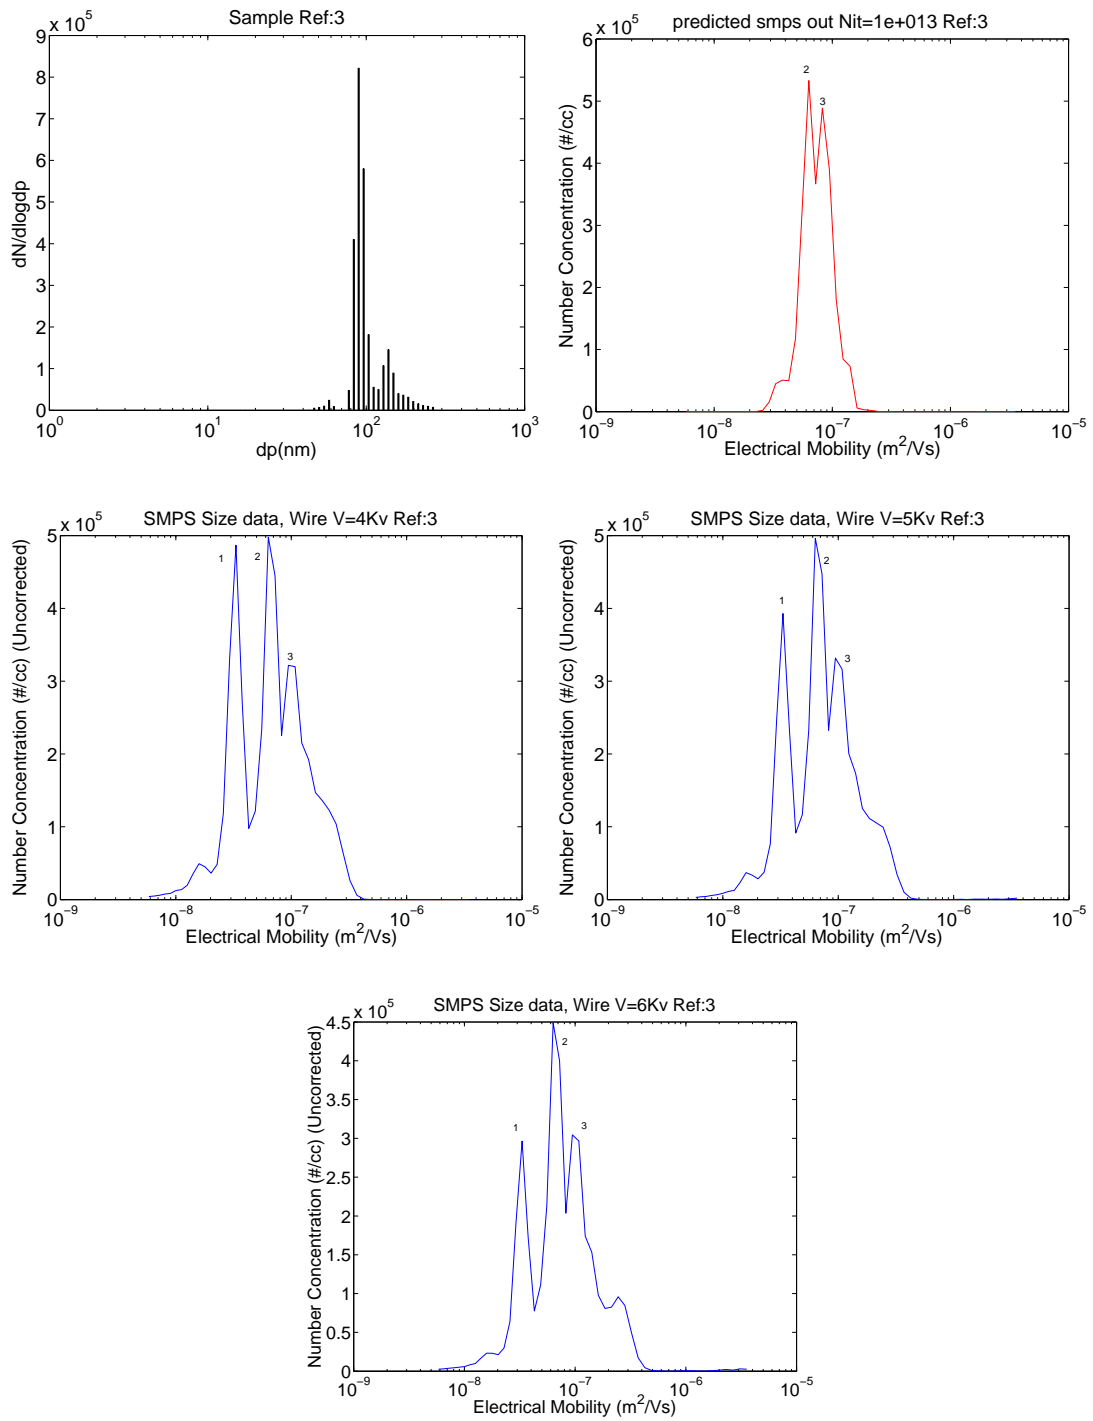 Sample Ref:3
x 10^5
9
8
7
6
5
4
3
2
1
0
dN/dlogdp
10^0 10^1 10^2 10^3
dp(nm)
predicted smps out Nit=1e+013 Ref:3
x 10^5
6
5
4
3
2
1
0
Number Concentration (#/cc)
2
3
10^−9 10^−8 10^−7 10^−6 10^−5
Electrical Mobility (m^2/Vs)
SMPS Size data, Wire V=4Kv Ref:3
x 10^5
5
4
3
2
1
0
Number Concentration (#/cc) (Uncorrected)
1
2
3
10^−9 10^−8 10^−7 10^−6 10^−5
Electrical Mobility (m^2/Vs)
SMPS Size data, Wire V=5Kv Ref:3
x 10^5
5
4
3
2
1
0
Number Concentration (#/cc) (Uncorrected)
1
2
3
10^−9 10^−8 10^−7 10^−6 10^−5
Electrical Mobility (m^2/Vs)
SMPS Size data, Wire V=6Kv Ref:3
x 10^5
4.5
4
3.5
3
2.5
2
1.5
1
0.5
0
Number Concentration (#/cc) (Uncorrected)
1
2
3
10^−9 10^−8 10^−7 10^−6 10^−5
Electrical Mobility (m^2/Vs)